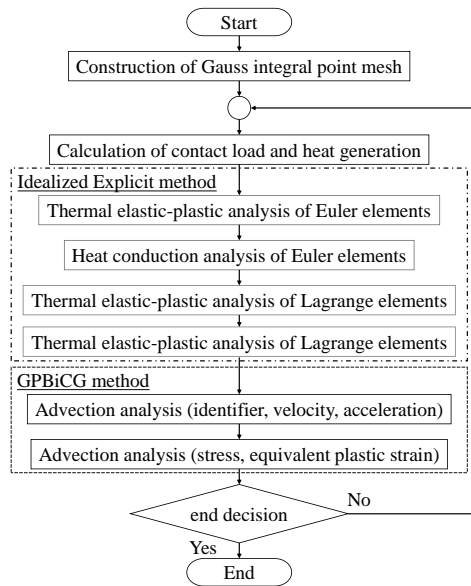 Start
Construction of Gauss integral point mesh
Calculation of contact load and heat generation
Idealized Explicit method
Thermal elastic-plastic analysis of Euler elements
Heat conduction analysis of Euler elements
Thermal elastic-plastic analysis of Lagrange elements
Thermal elastic-plastic analysis of Lagrange elements
GPBiCG method
Advection analysis (identifier, velocity, acceleration)
Advection analysis (stress, equivalent plastic strain)
end decision
No
Yes
End